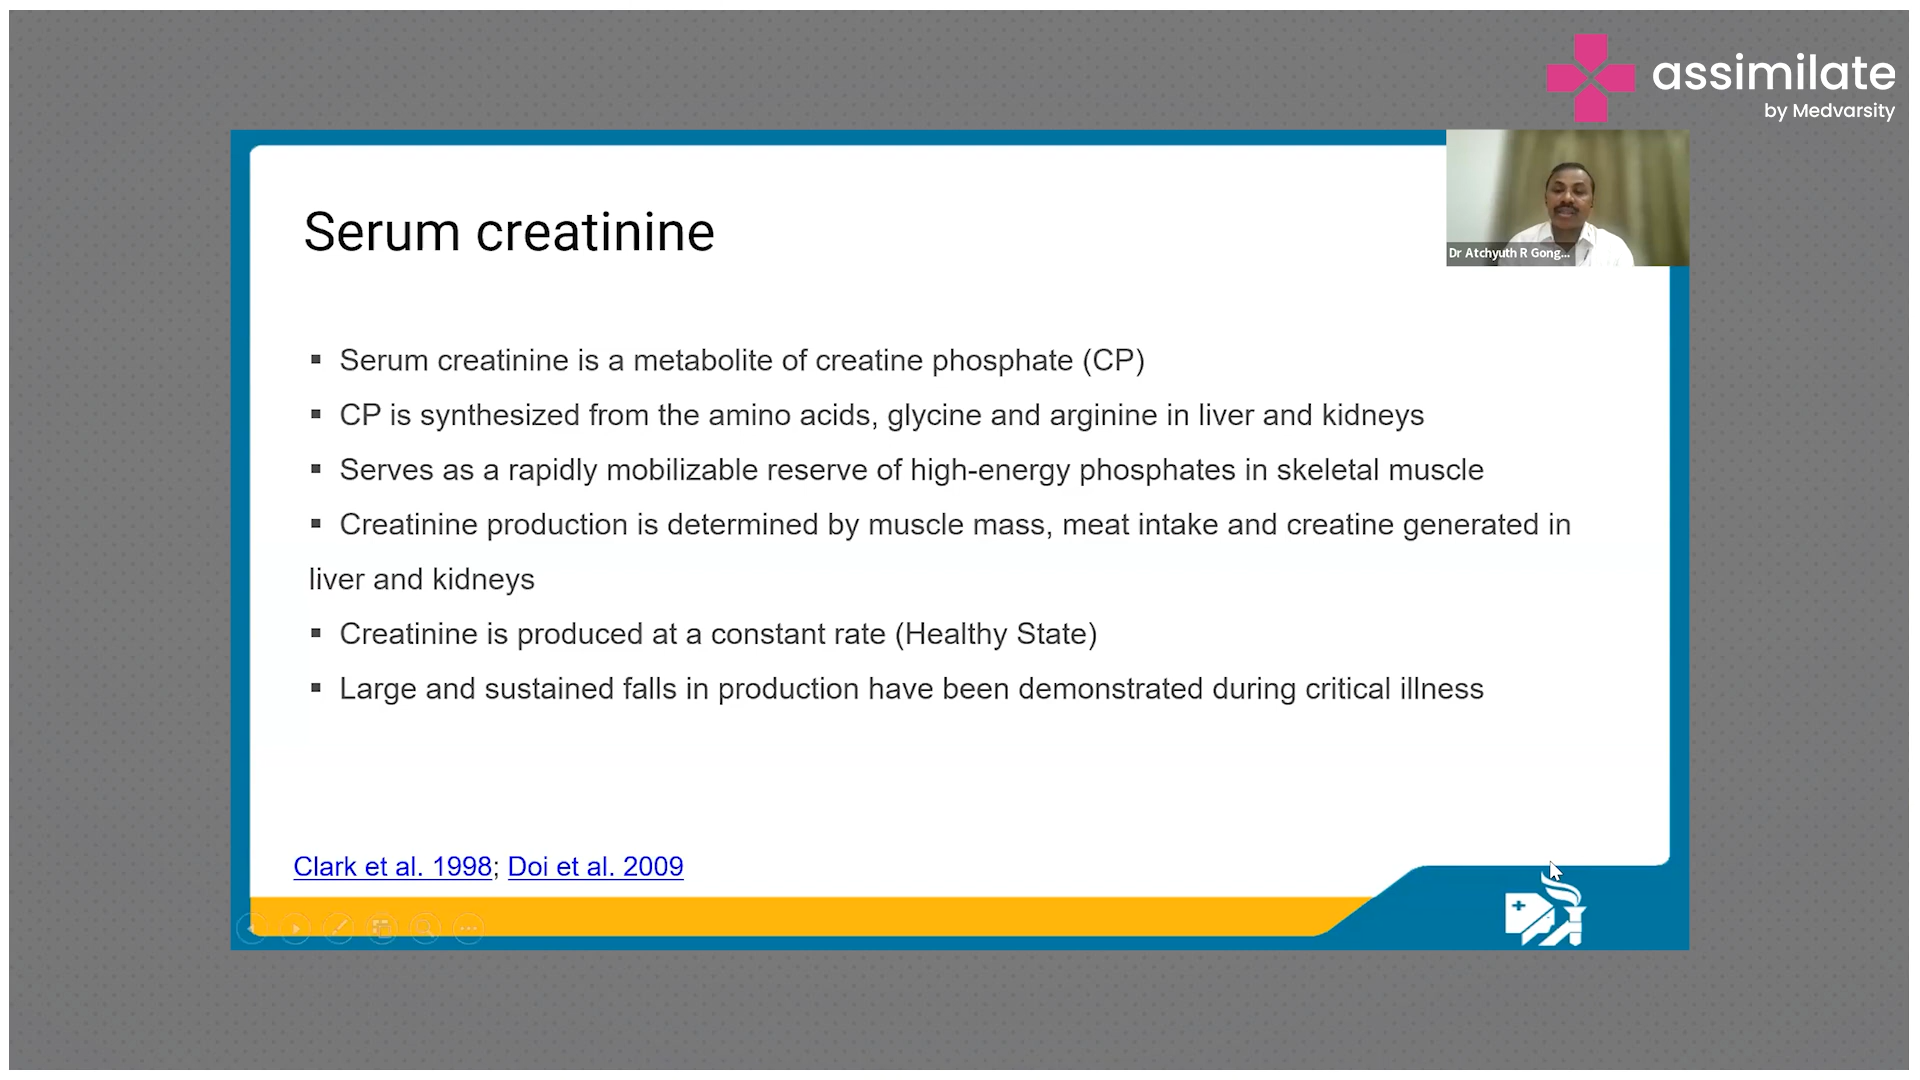 assimilate
by Medvarsity
Dr Atchyuth R Gong...
Serum creatinine
▪ Serum creatinine is a metabolite of creatine phosphate (CP)
▪ CP is synthesized from the amino acids, glycine and arginine in liver and kidneys
▪ Serves as a rapidly mobilizable reserve of high-energy phosphates in skeletal muscle
▪ Creatinine production is determined by muscle mass, meat intake and creatine generated in
liver and kidneys
▪ Creatinine is produced at a constant rate (Healthy State)
▪ Large and sustained falls in production have been demonstrated during critical illness
Clark et al. 1998; Doi et al. 2009